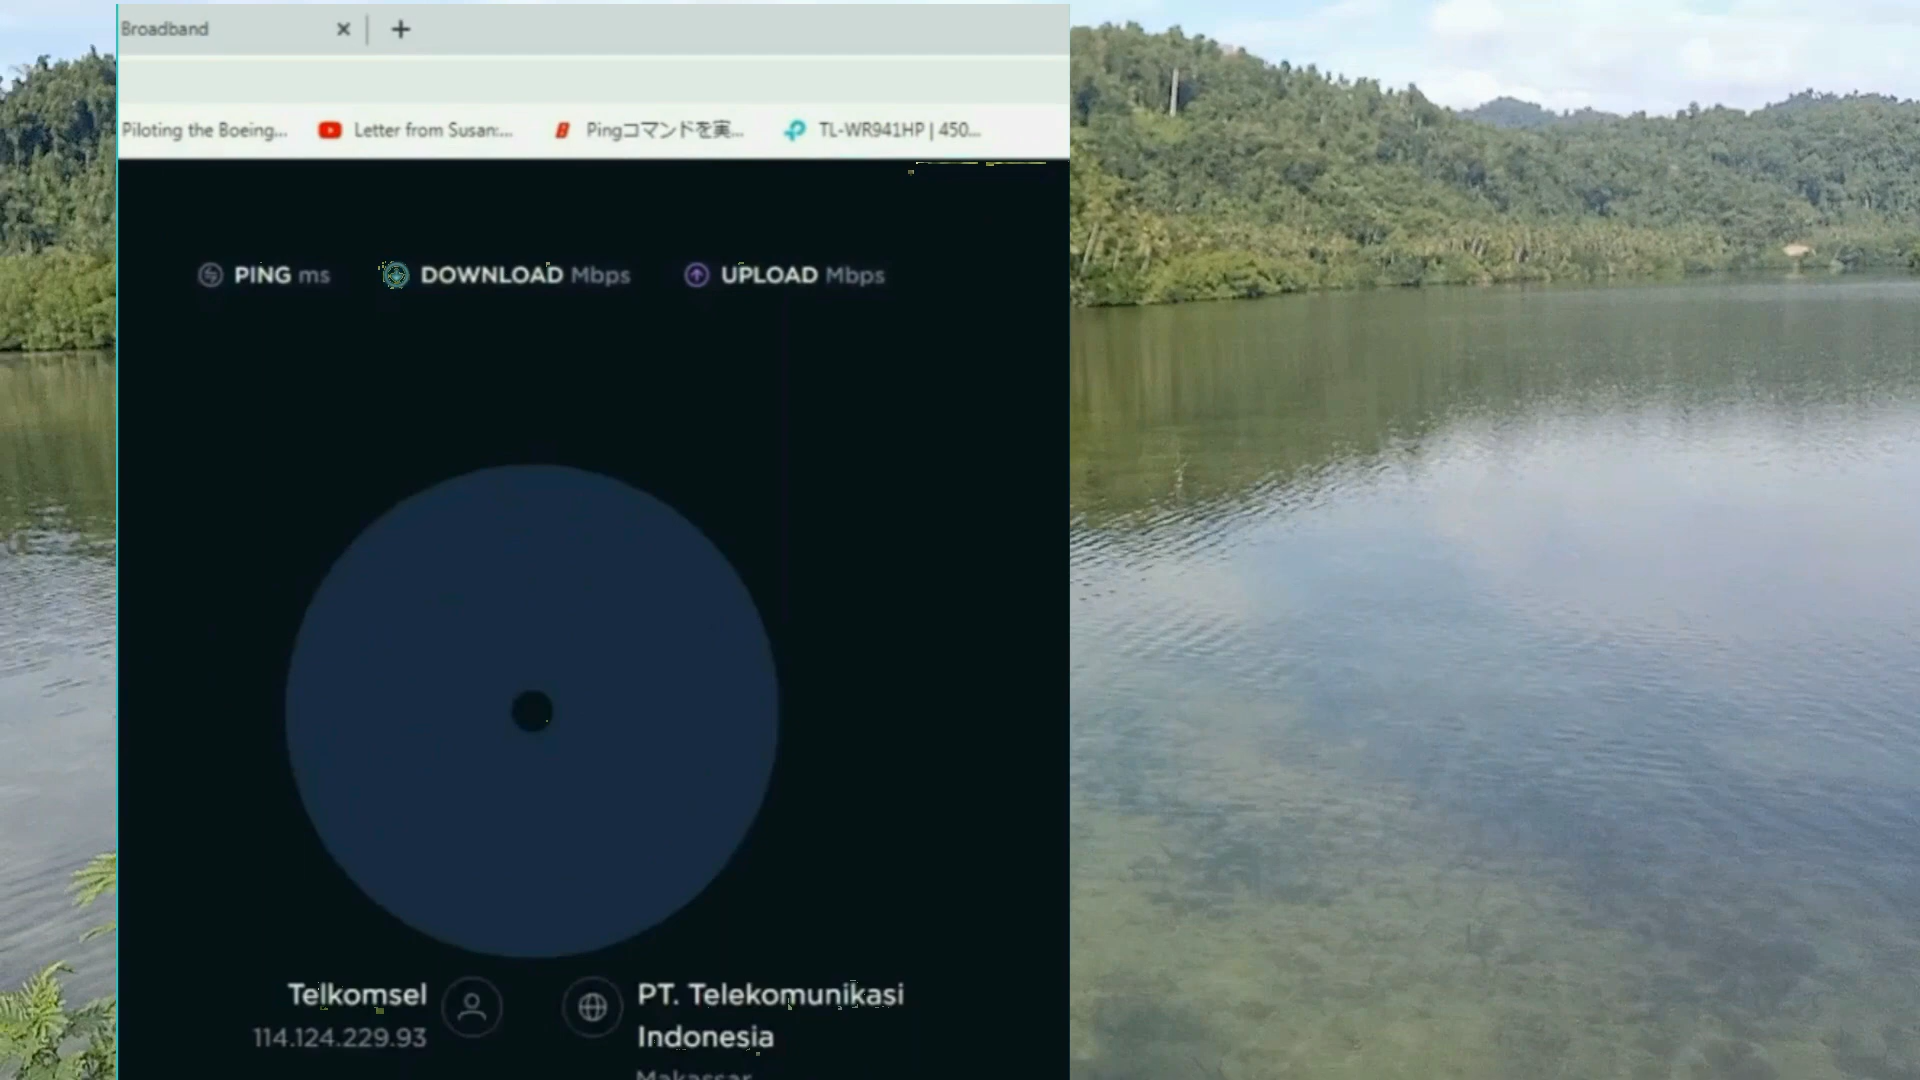 Broadband
Piloting the Boeing...
Letter from Susan:...
Pingコマンドを実...
TL-WR941HP | 450...
PING ms
DOWNLOAD Mbps
UPLOAD Mbps
Telkomsel
114.124.229.93
PT. Telekomunikasi
Indonesia
Makassar